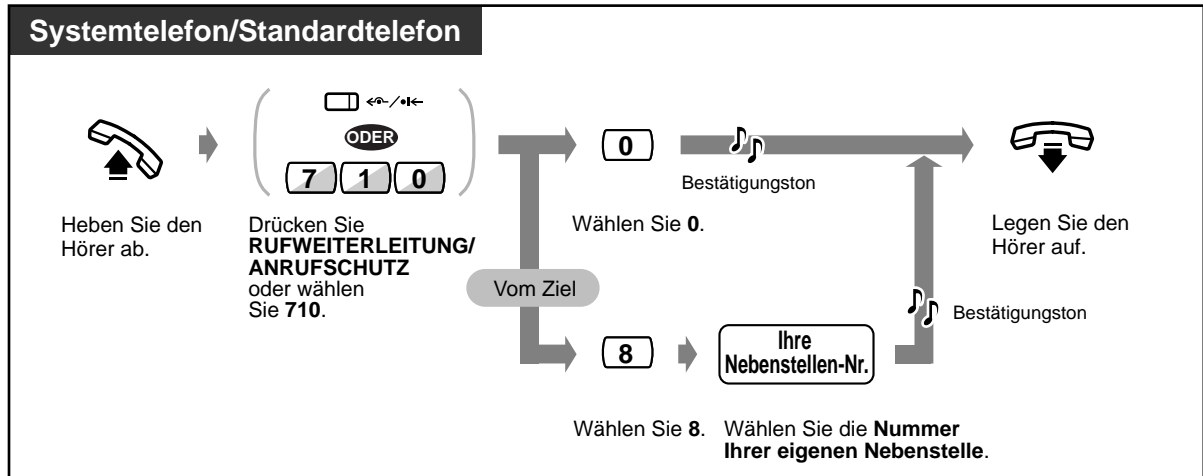 Systemtelefon/Standardtelefon
ODER
7 1 0
0
Bestätigungston
Heben Sie den
Hörer ab.
Drücken Sie
RUFWEITERLEITUNG/
ANRUFSCHUTZ
oder wählen
Sie 710.
Wählen Sie 0.
Legen Sie den
Hörer auf.
Vom Ziel
Bestätigungston
8
Ihre
Nebenstellen-Nr.
Wählen Sie 8.
Wählen Sie die Nummer
Ihrer eigenen Nebenstelle.